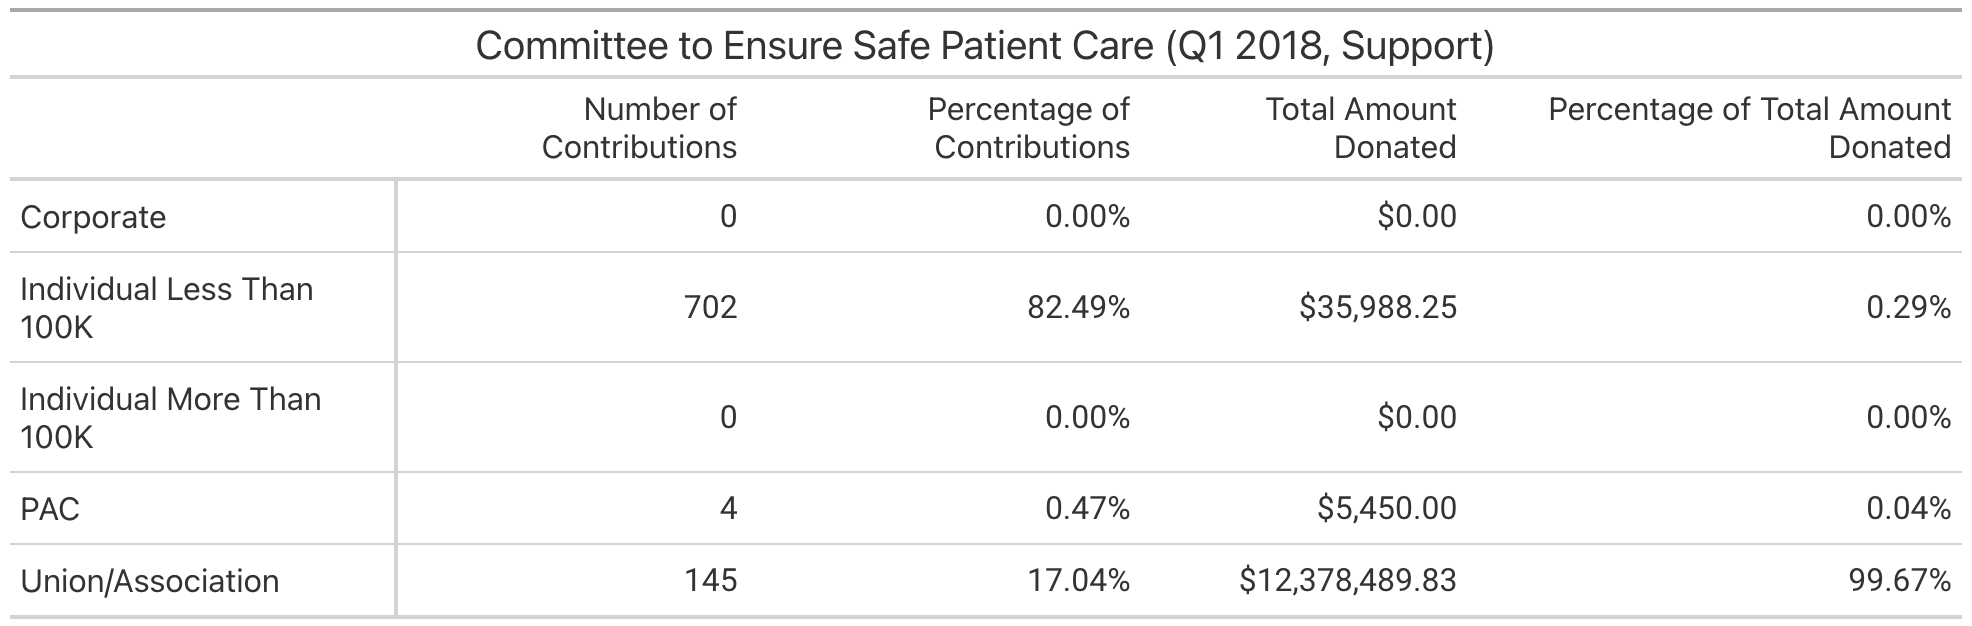 Committee to Ensure Safe Patient Care (Q1 2018, Support)
Number of Contributions Percentage of Contributions Total Amount Donated Percentage of Total Amount Donated
Corporate 0 0.00% $0.00 0.00%
Individual Less Than 100K 702 82.49% $35,988.25 0.29%
Individual More Than 100K 0 0.00% $0.00 0.00%
PAC 4 0.47% $5,450.00 0.04%
Union/Association 145 17.04% $12,378,489.83 99.67%